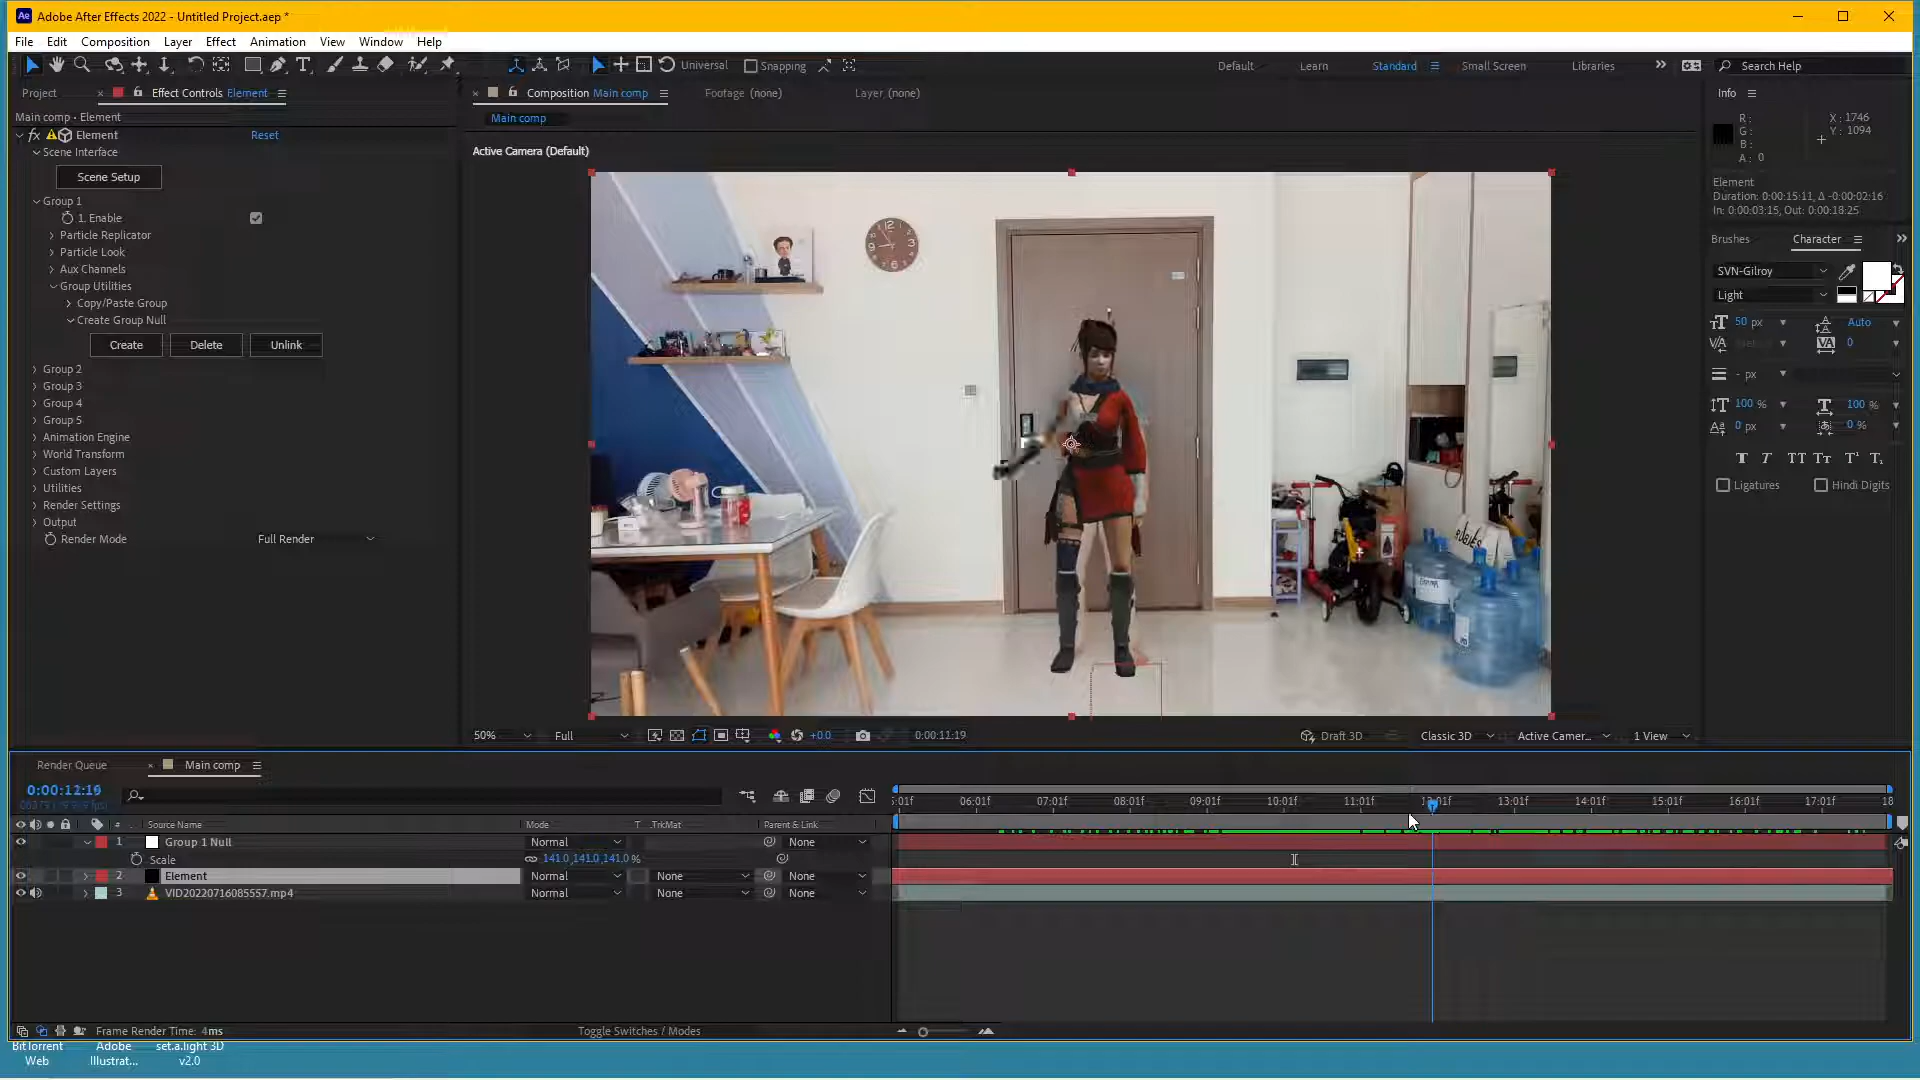 Adobe After Effects 2022 - Untitled Project.aep *
File Edit Composition Layer Effect Animation View Window Help
Universal Snapping Default Learn Standard Small Screen Libraries Search Help
Project Effect Controls Element Composition Main comp Footage (none) Layer (none) Info
Main comp • Element
Main comp
Element Reset
Active Camera (Default)
R :
G :
B :
A : 0
X : 1746
Y : 1094
Scene Interface
Scene Setup
Element
Duration: 0:00:15:11, Δ -0:00:02:16
In: 0:00:03:15, Out: 0:00:18:25
Group 1
1. Enable
Particle Replicator
Particle Look
Aux Channels
Group Utilities
Copy/Paste Group
Create Group Null
Create Delete Unlink
Group 2
Group 3
Group 4
Group 5
Animation Engine
World Transform
Custom Layers
Utilities
Render Settings
Output
Render Mode Full Render
Brushes Character
SVN-Gilroy
Light
50 px Auto
0
- px
100 % 100 %
0 px 0 %
Ligatures Hindi Digits
50% Full +0.0 0:00:12:19 Draft 3D Classic 3D Active Camer... 1 View
Render Queue Main comp
0:00:12:19
5:01f 06:01f 07:01f 08:01f 09:01f 10:01f 11:01f 12:01f 13:01f 14:01f 15:01f 16:01f 17:01f 18
# Source Name Mode T .TrkMat Parent & Link
1 Group 1 Null Normal None
Scale 141.0,141.0,141.0 %
2 Element Normal None None
3 VID20220716085557.mp4 Normal None None
Frame Render Time: 4ms Toggle Switches / Modes
BitTorrent Adobe set.a.light 3D
Web Illustrat... v2.0